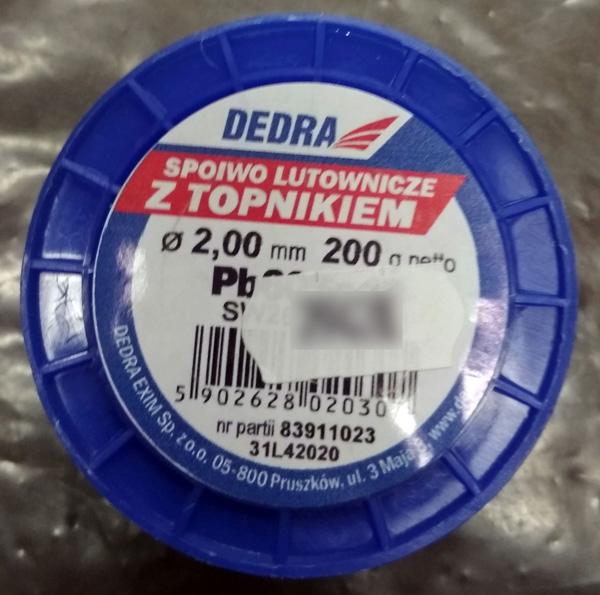 DEDRA
SPOIWO LUTOWNICZE
Z TOPNIKIEM
Ø 2,00 mm 200 g netto
5 902628 02030
nr partii 83911023
31L42020
DEDRA EXIM Sp. z o.o. 05-800 Pruszków, ul. 3 Maja